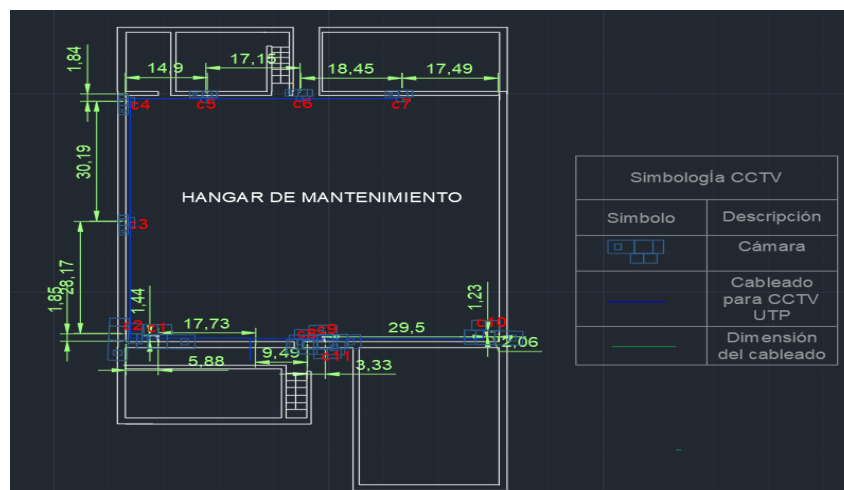 1,84
14,9
17,15
18,45
17,49
c4
c5
c6
c7
30,19
HANGAR DE MANTENIMIENTO
c3
28,17
1,85
1,44
c2
c1
17,73
c9
29,5
1,23
c10
2,06
5,88
9,49
c11
3,33
Simbología CCTV
Simbolo
Descripción
Cámara
Cableado
para CCTV
UTP
Dimensión
del cableado